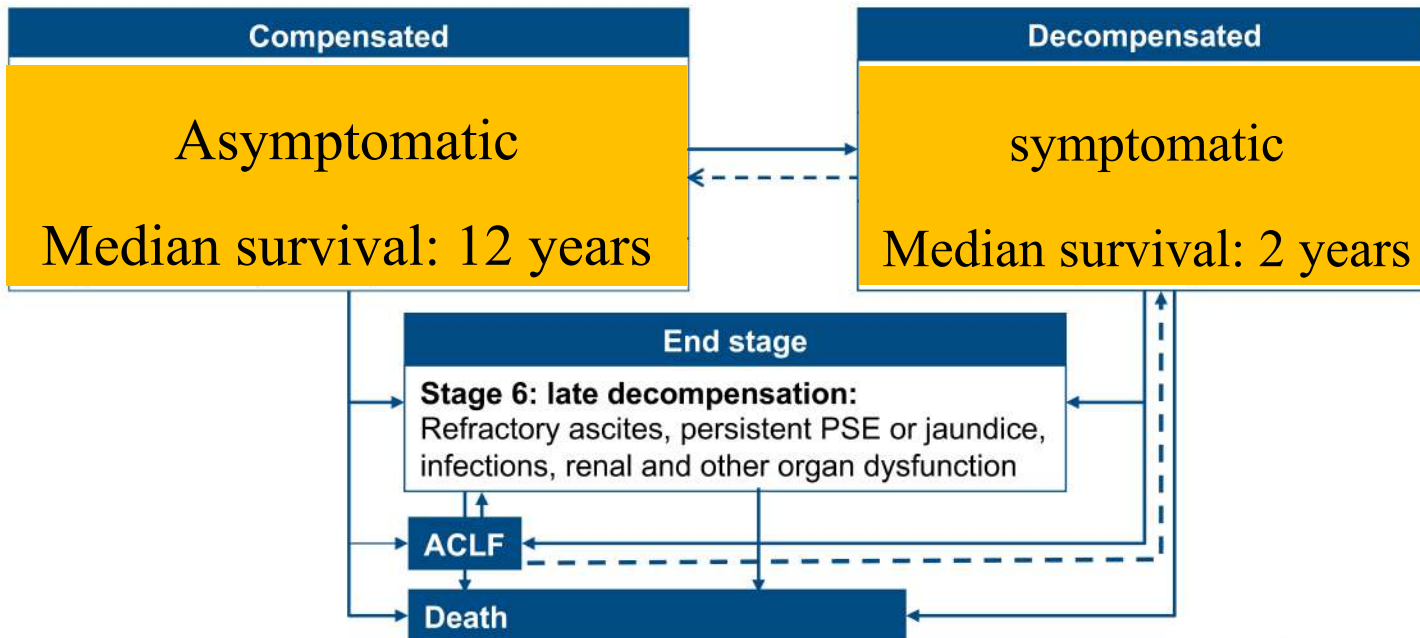 Compensated
Asymptomatic
Median survival: 12 years
Decompensated
symptomatic
Median survival: 2 years
End stage
Stage 6: late decompensation:
Refractory ascites, persistent PSE or jaundice,
infections, renal and other organ dysfunction
ACLF
Death